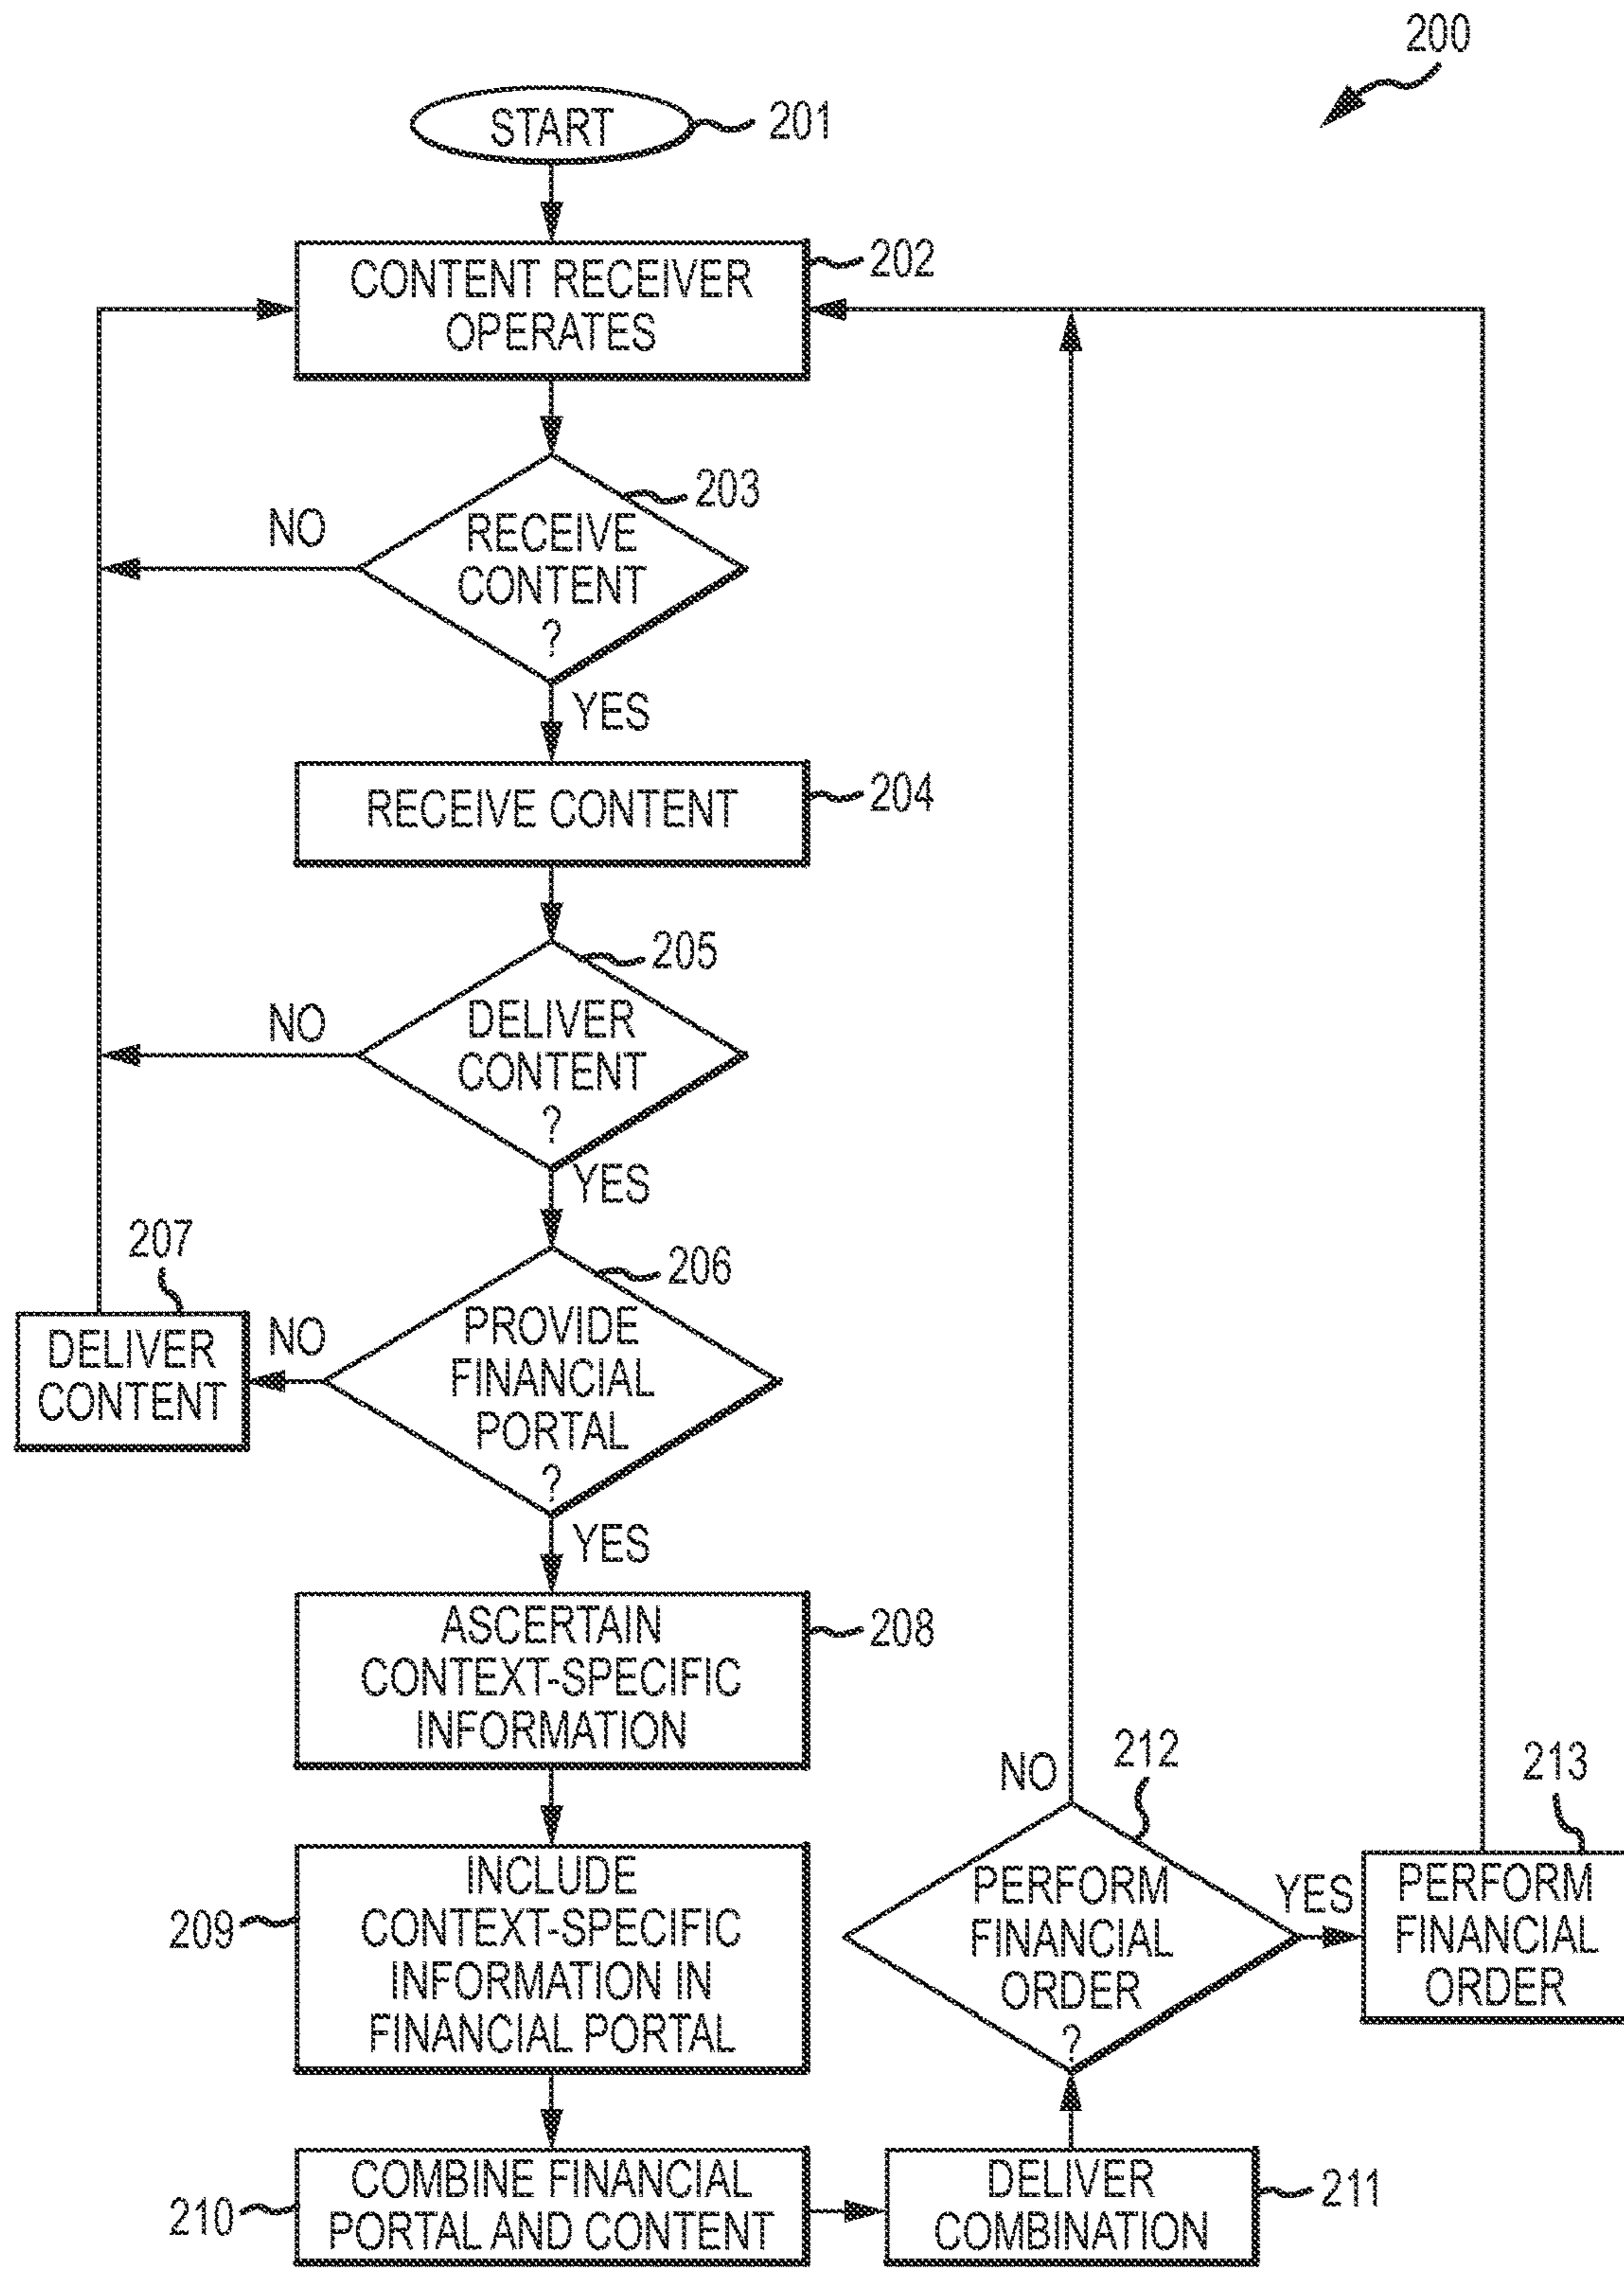 200
START
201
CONTENT RECEIVER
OPERATES
202
203
RECEIVE
CONTENT
?
NO
YES
RECEIVE CONTENT
204
205
DELIVER
CONTENT
?
NO
YES
206
PROVIDE
FINANCIAL
PORTAL
?
NO
207
DELIVER
CONTENT
YES
ASCERTAIN
CONTEXT-SPECIFIC
INFORMATION
208
INCLUDE
CONTEXT-SPECIFIC
INFORMATION IN
FINANCIAL PORTAL
209
COMBINE FINANCIAL
PORTAL AND CONTENT
210
DELIVER
COMBINATION
211
212
PERFORM
FINANCIAL
ORDER
?
NO
YES
213
PERFORM
FINANCIAL
ORDER